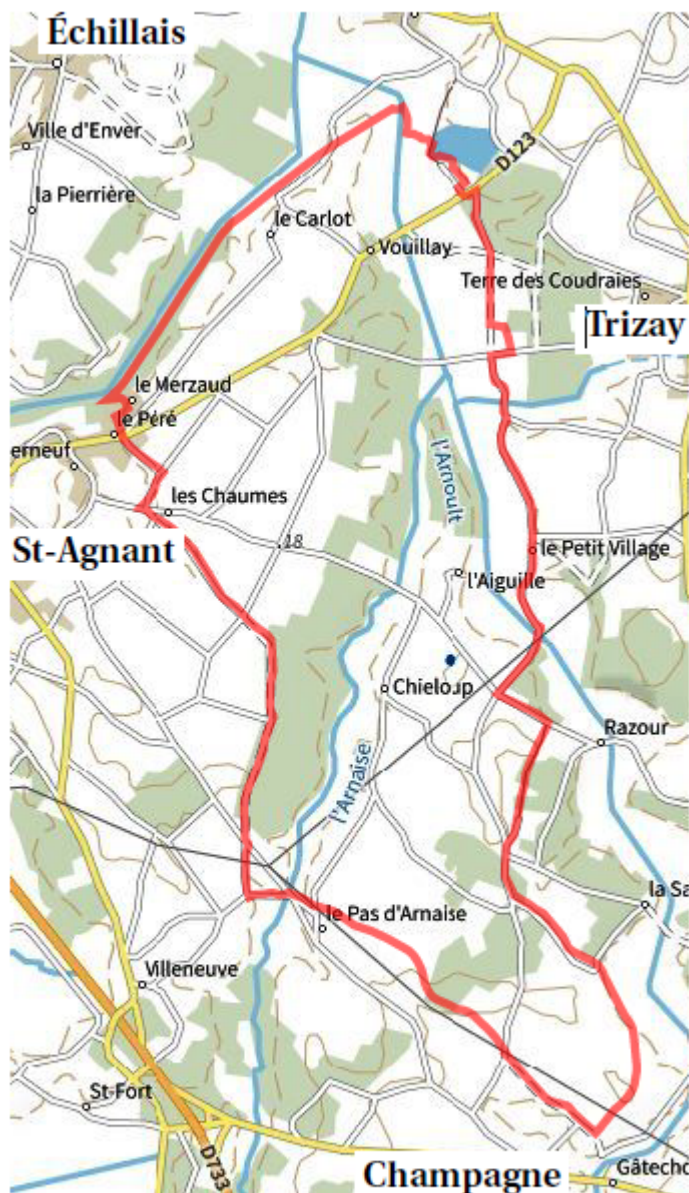 Échillais
Ville d'Enver
la Pierrière
D123
le Carlot
Vouillay
Terre des Coudraies
Trizay
le Merzaud
le Péré
erneuf
l'Arnoult
les Chaumes
18
St-Agnant
le Petit Village
l'Aiguille
Chieloup
Razour
l'Arnaise
la Sa
le Pas d'Arnaise
Villeneuve
St-Fort
D733
Champagne
Gâtecho